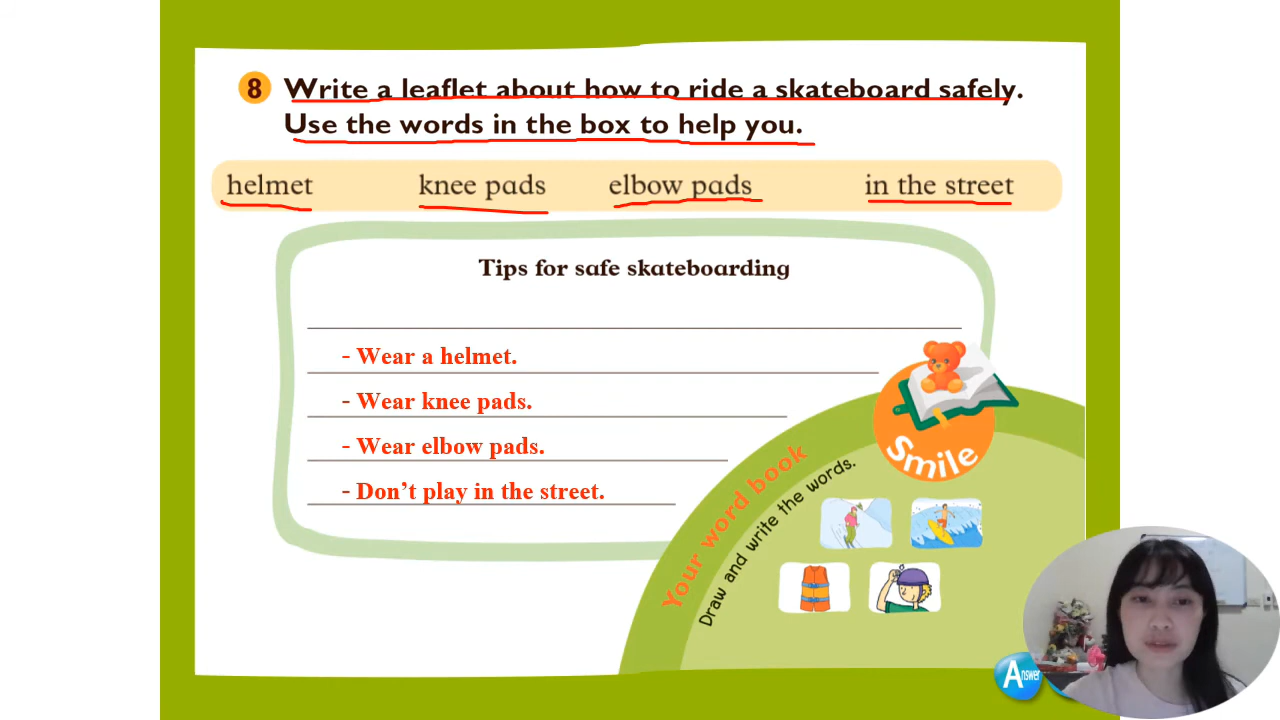 8 Write a leaflet about how to ride a skateboard safely.
Use the words in the box to help you.
helmet knee pads elbow pads in the street
Tips for safe skateboarding
- Wear a helmet.
- Wear knee pads.
- Wear elbow pads.
- Don’t play in the street.
Smile
Your word book
Draw and write the words.
Answer